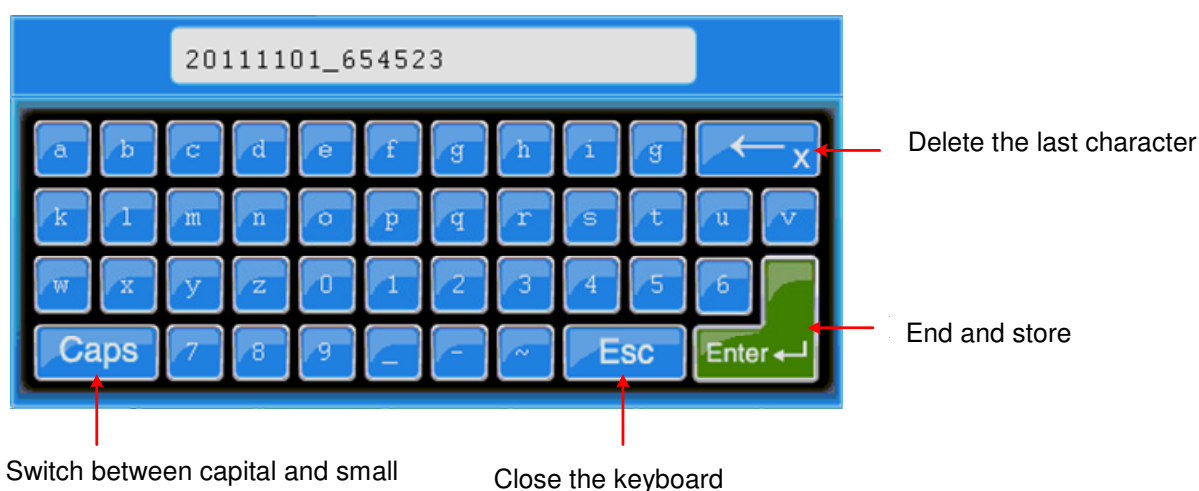 20111101_654523
a b c d e f g h i g ← x
Delete the last character
k l m n o p q r s t u v
w x y z 0 1 2 3 4 5 6
End and store
Caps 7 8 9 _ - ~ Esc Enter ↵
Switch between capital and small
Close the keyboard